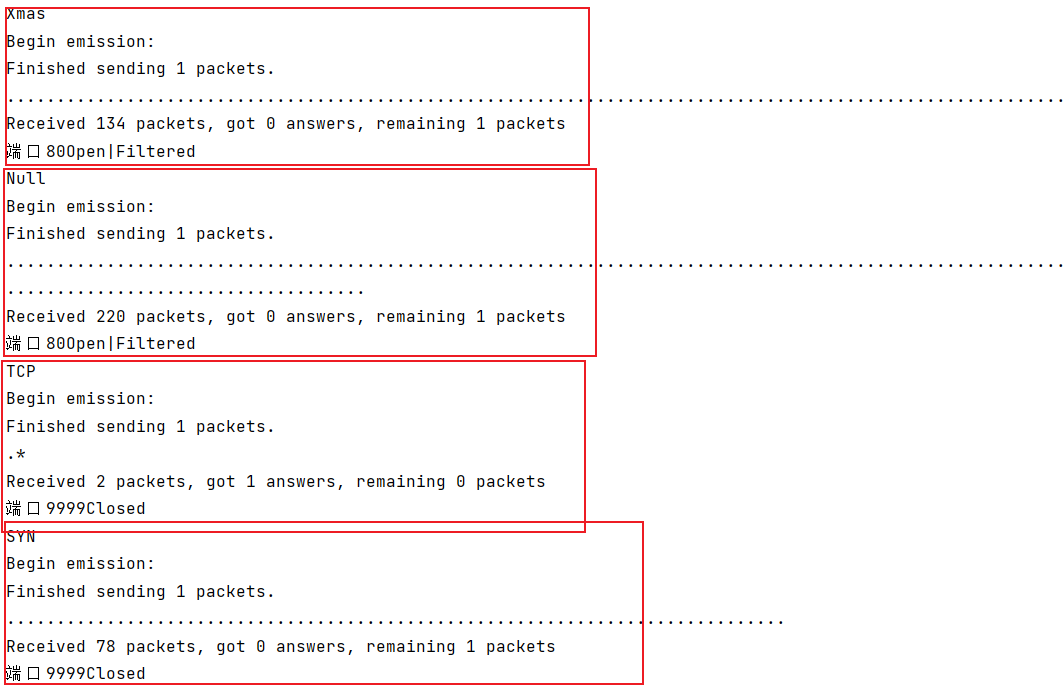 Xmas
Begin emission:
Finished sending 1 packets.
..........................................................................................................
Received 134 packets, got 0 answers, remaining 1 packets
端口80Open|Filtered
Null
Begin emission:
Finished sending 1 packets.
..........................................................................................................
....................................
Received 220 packets, got 0 answers, remaining 1 packets
端口80Open|Filtered
TCP
Begin emission:
Finished sending 1 packets.
.*
Received 2 packets, got 1 answers, remaining 0 packets
端口9999Closed
SYN
Begin emission:
Finished sending 1 packets.
..............................................................................
Received 78 packets, got 0 answers, remaining 1 packets
端口9999Closed